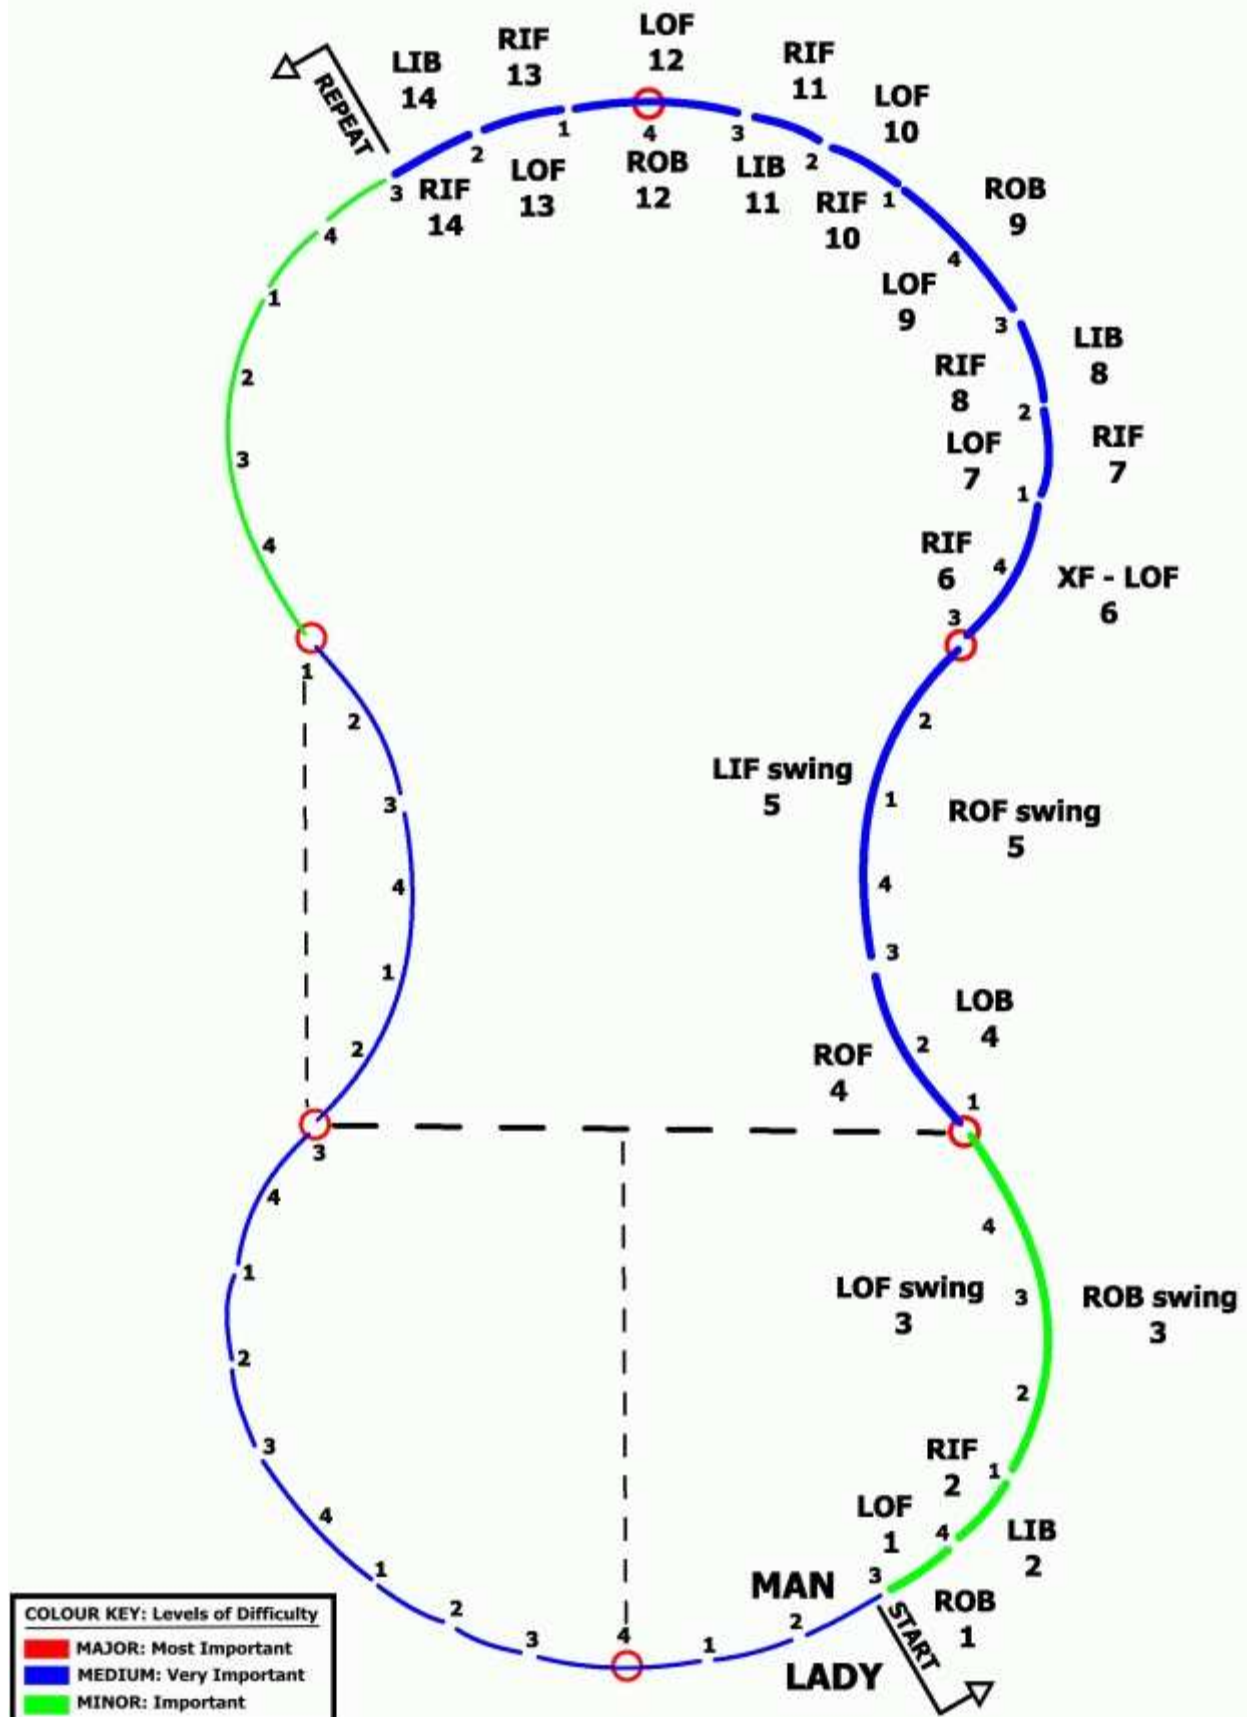 LOF
12
RIF
13
RIF
11
LIB
14
LOF
10
REPEAT
1
4
3
2
2
ROB
12
LIB
11
LOF
13
RIF
14
3
RIF
10
1
ROB
9
4
4
LOF
9
1
3
LIB
8
RIF
8
2
2
RIF
7
LOF
7
3
1
RIF
6
4
4
XF - LOF
6
3
1
2
2
LIF swing
5
1
3
ROF swing
5
4
4
3
1
LOB
4
2
2
ROF
4
1
3
4
4
1
LOF swing
3
3
ROB swing
3
2
2
3
RIF
2
1
LOF
1
4
4
LIB
2
1
3
MAN
ROB
1
2
2
START
4
3
1
LADY
COLOUR KEY: Levels of Difficulty
MAJOR: Most Important
MEDIUM: Very Important
MINOR: Important